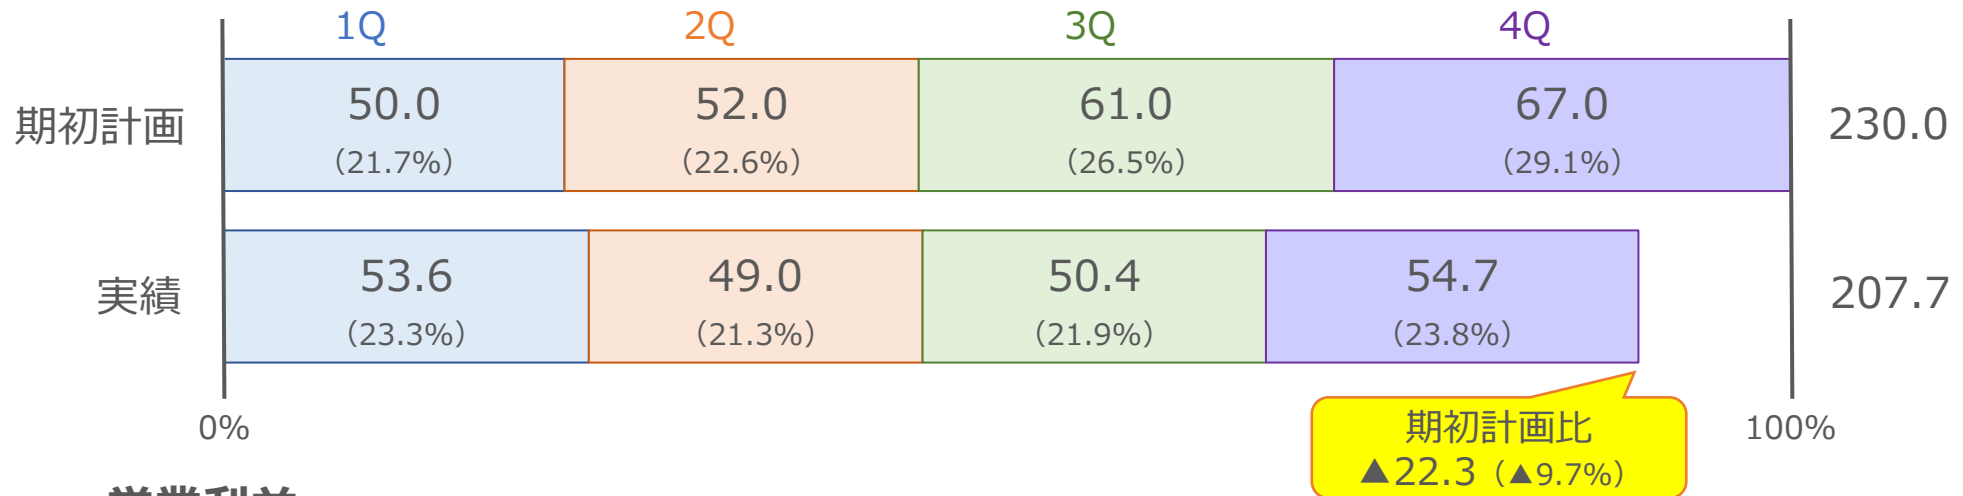 1Q 2Q 3Q 4Q
期初計画 50.0 52.0 61.0 67.0 230.0
（21.7%） （22.6%） （26.5%） （29.1%）
実績 53.6 49.0 50.4 54.7 207.7
（23.3%） （21.3%） （21.9%） （23.8%）
0% 100%
期初計画比
▲22.3（▲9.7%）